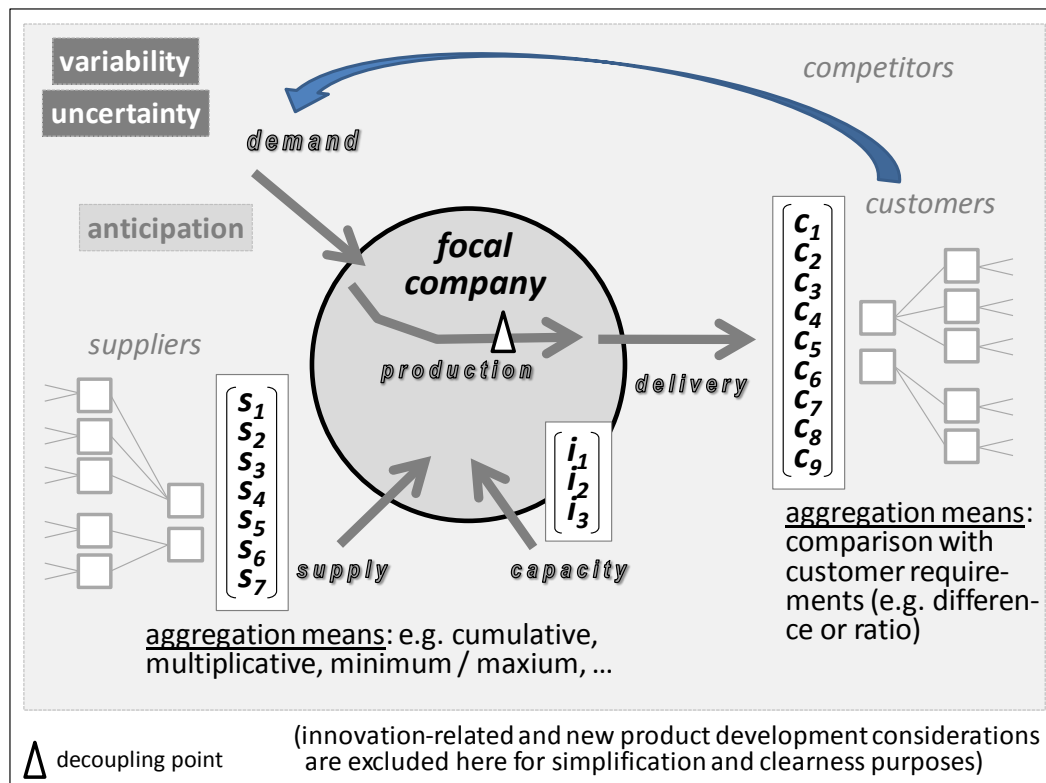 variability
uncertainty
competitors
demand
anticipation
customers
focal
company
suppliers
production
delivery
c1
c2
c3
c4
c5
c6
c7
c8
c9
s1
s2
s3
s4
s5
s6
s7
i1
i2
i3
supply
capacity
aggregation means:
comparison with
customer require-
ments (e.g. differen-
ce or ratio)
aggregation means: e.g. cumulative,
multiplicative, minimum / maxium, ...
decoupling point
(innovation-related and new product development considerations
are excluded here for simplification and clearness purposes)